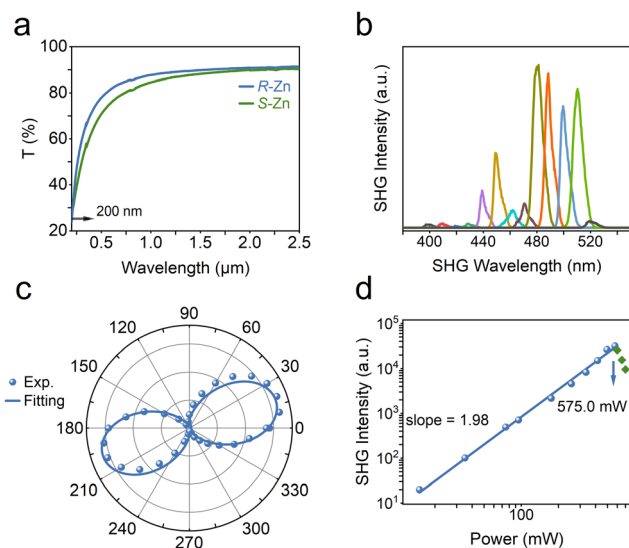 a
100
80
60
40
20
T (%)
R-Zn
S-Zn
200 nm
0.5
1.0
1.5
2.0
2.5
Wavelength (μm)
b
SHG Intensity (a.u.)
400
440
480
520
SHG Wavelength (nm)
c
90
120
60
150
30
Exp.
Fitting
180
0
210
330
240
300
270
d
10^5
10^4
10^3
10^2
10^1
SHG Intensity (a.u.)
575.0 mW
slope = 1.98
100
Power (mW)